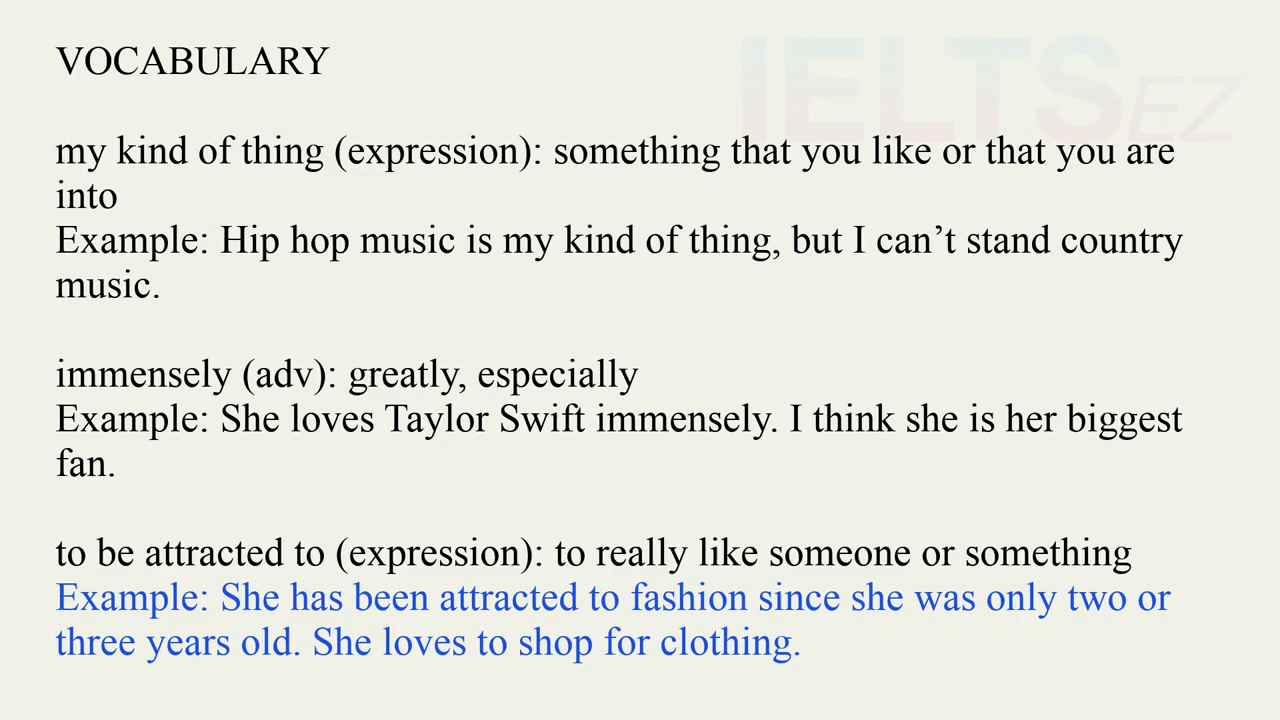 VOCABULARY
IELTS EZ
my kind of thing (expression): something that you like or that you are
into
Example: Hip hop music is my kind of thing, but I can’t stand country
music.
immensely (adv): greatly, especially
Example: She loves Taylor Swift immensely. I think she is her biggest
fan.
to be attracted to (expression): to really like someone or something
Example: She has been attracted to fashion since she was only two or
three years old. She loves to shop for clothing.